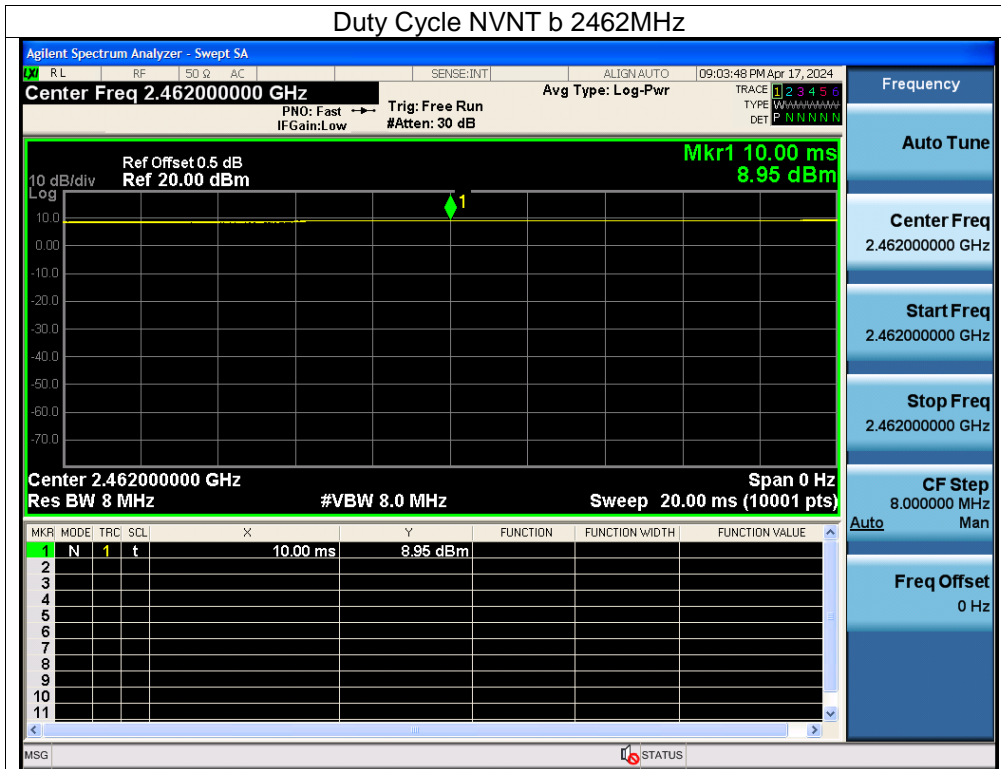 Duty Cycle NVNT b 2462MHz
Agilent Spectrum Analyzer - Swept SA
LXI RL RF 50 Ω AC SENSE:INT ALIGN AUTO 09:03:48 PM Apr 17, 2024
Center Freq 2.462000000 GHz Avg Type: Log-Pwr TRACE 1 2 3 4 5 6
PNO: Fast Trig: Free Run TYPE WWWWWW
IFGain:Low #Atten: 30 dB DET P N N N N N
Mkr1 10.00 ms
8.95 dBm
Ref Offset 0.5 dB
10 dB/div Ref 20.00 dBm
Log
1
10.0
0.00
-10.0
-20.0
-30.0
-40.0
-50.0
-60.0
-70.0
Center 2.462000000 GHz Span 0 Hz
Res BW 8 MHz #VBW 8.0 MHz Sweep 20.00 ms (10001 pts)
MKR MODE TRC SCL X Y FUNCTION FUNCTION WIDTH FUNCTION VALUE
1 N 1 t 10.00 ms 8.95 dBm
2
3
4
5
6
7
8
9
10
11
MSG STATUS
Frequency
Auto Tune
Center Freq
2.462000000 GHz
Start Freq
2.462000000 GHz
Stop Freq
2.462000000 GHz
CF Step
8.000000 MHz
Auto Man
Freq Offset
0 Hz